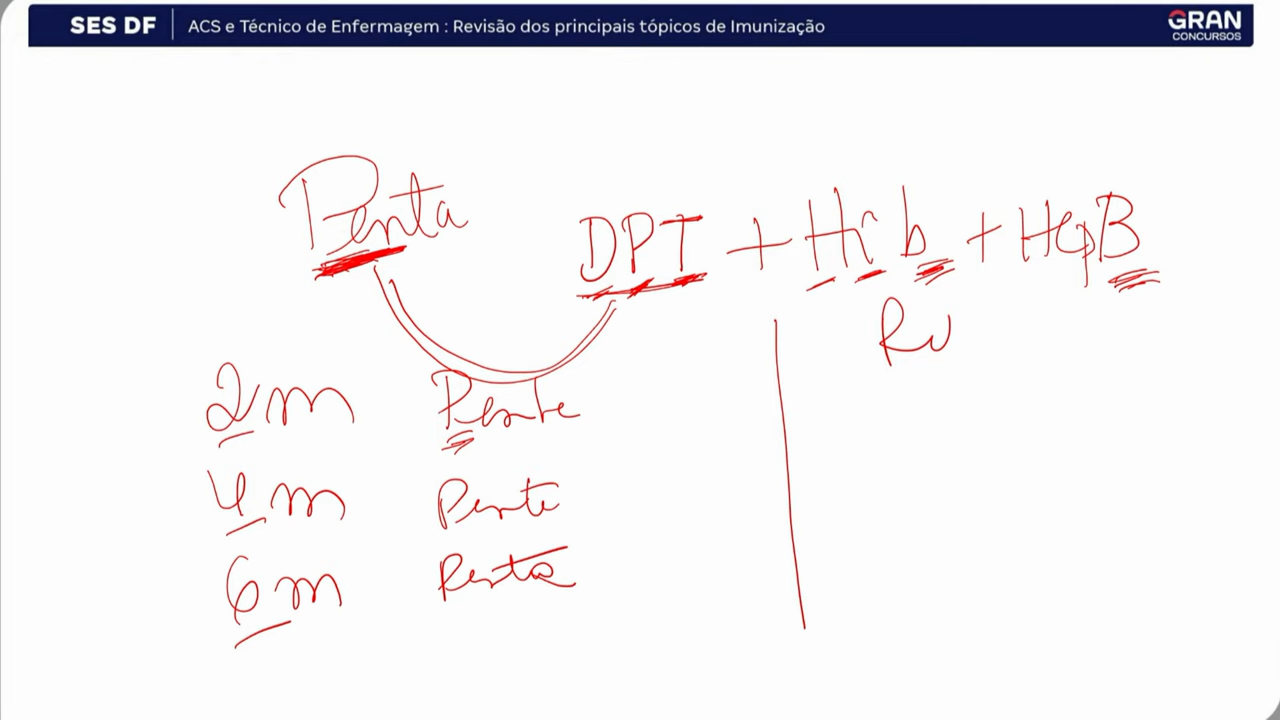 SES DF | ACS e Técnico de Enfermagem : Revisão dos principais tópicos de Imunização
GRAN
CONCURSOS
Penta DPT + Hib + HepB
2m Penta
4m Penta
6m Penta